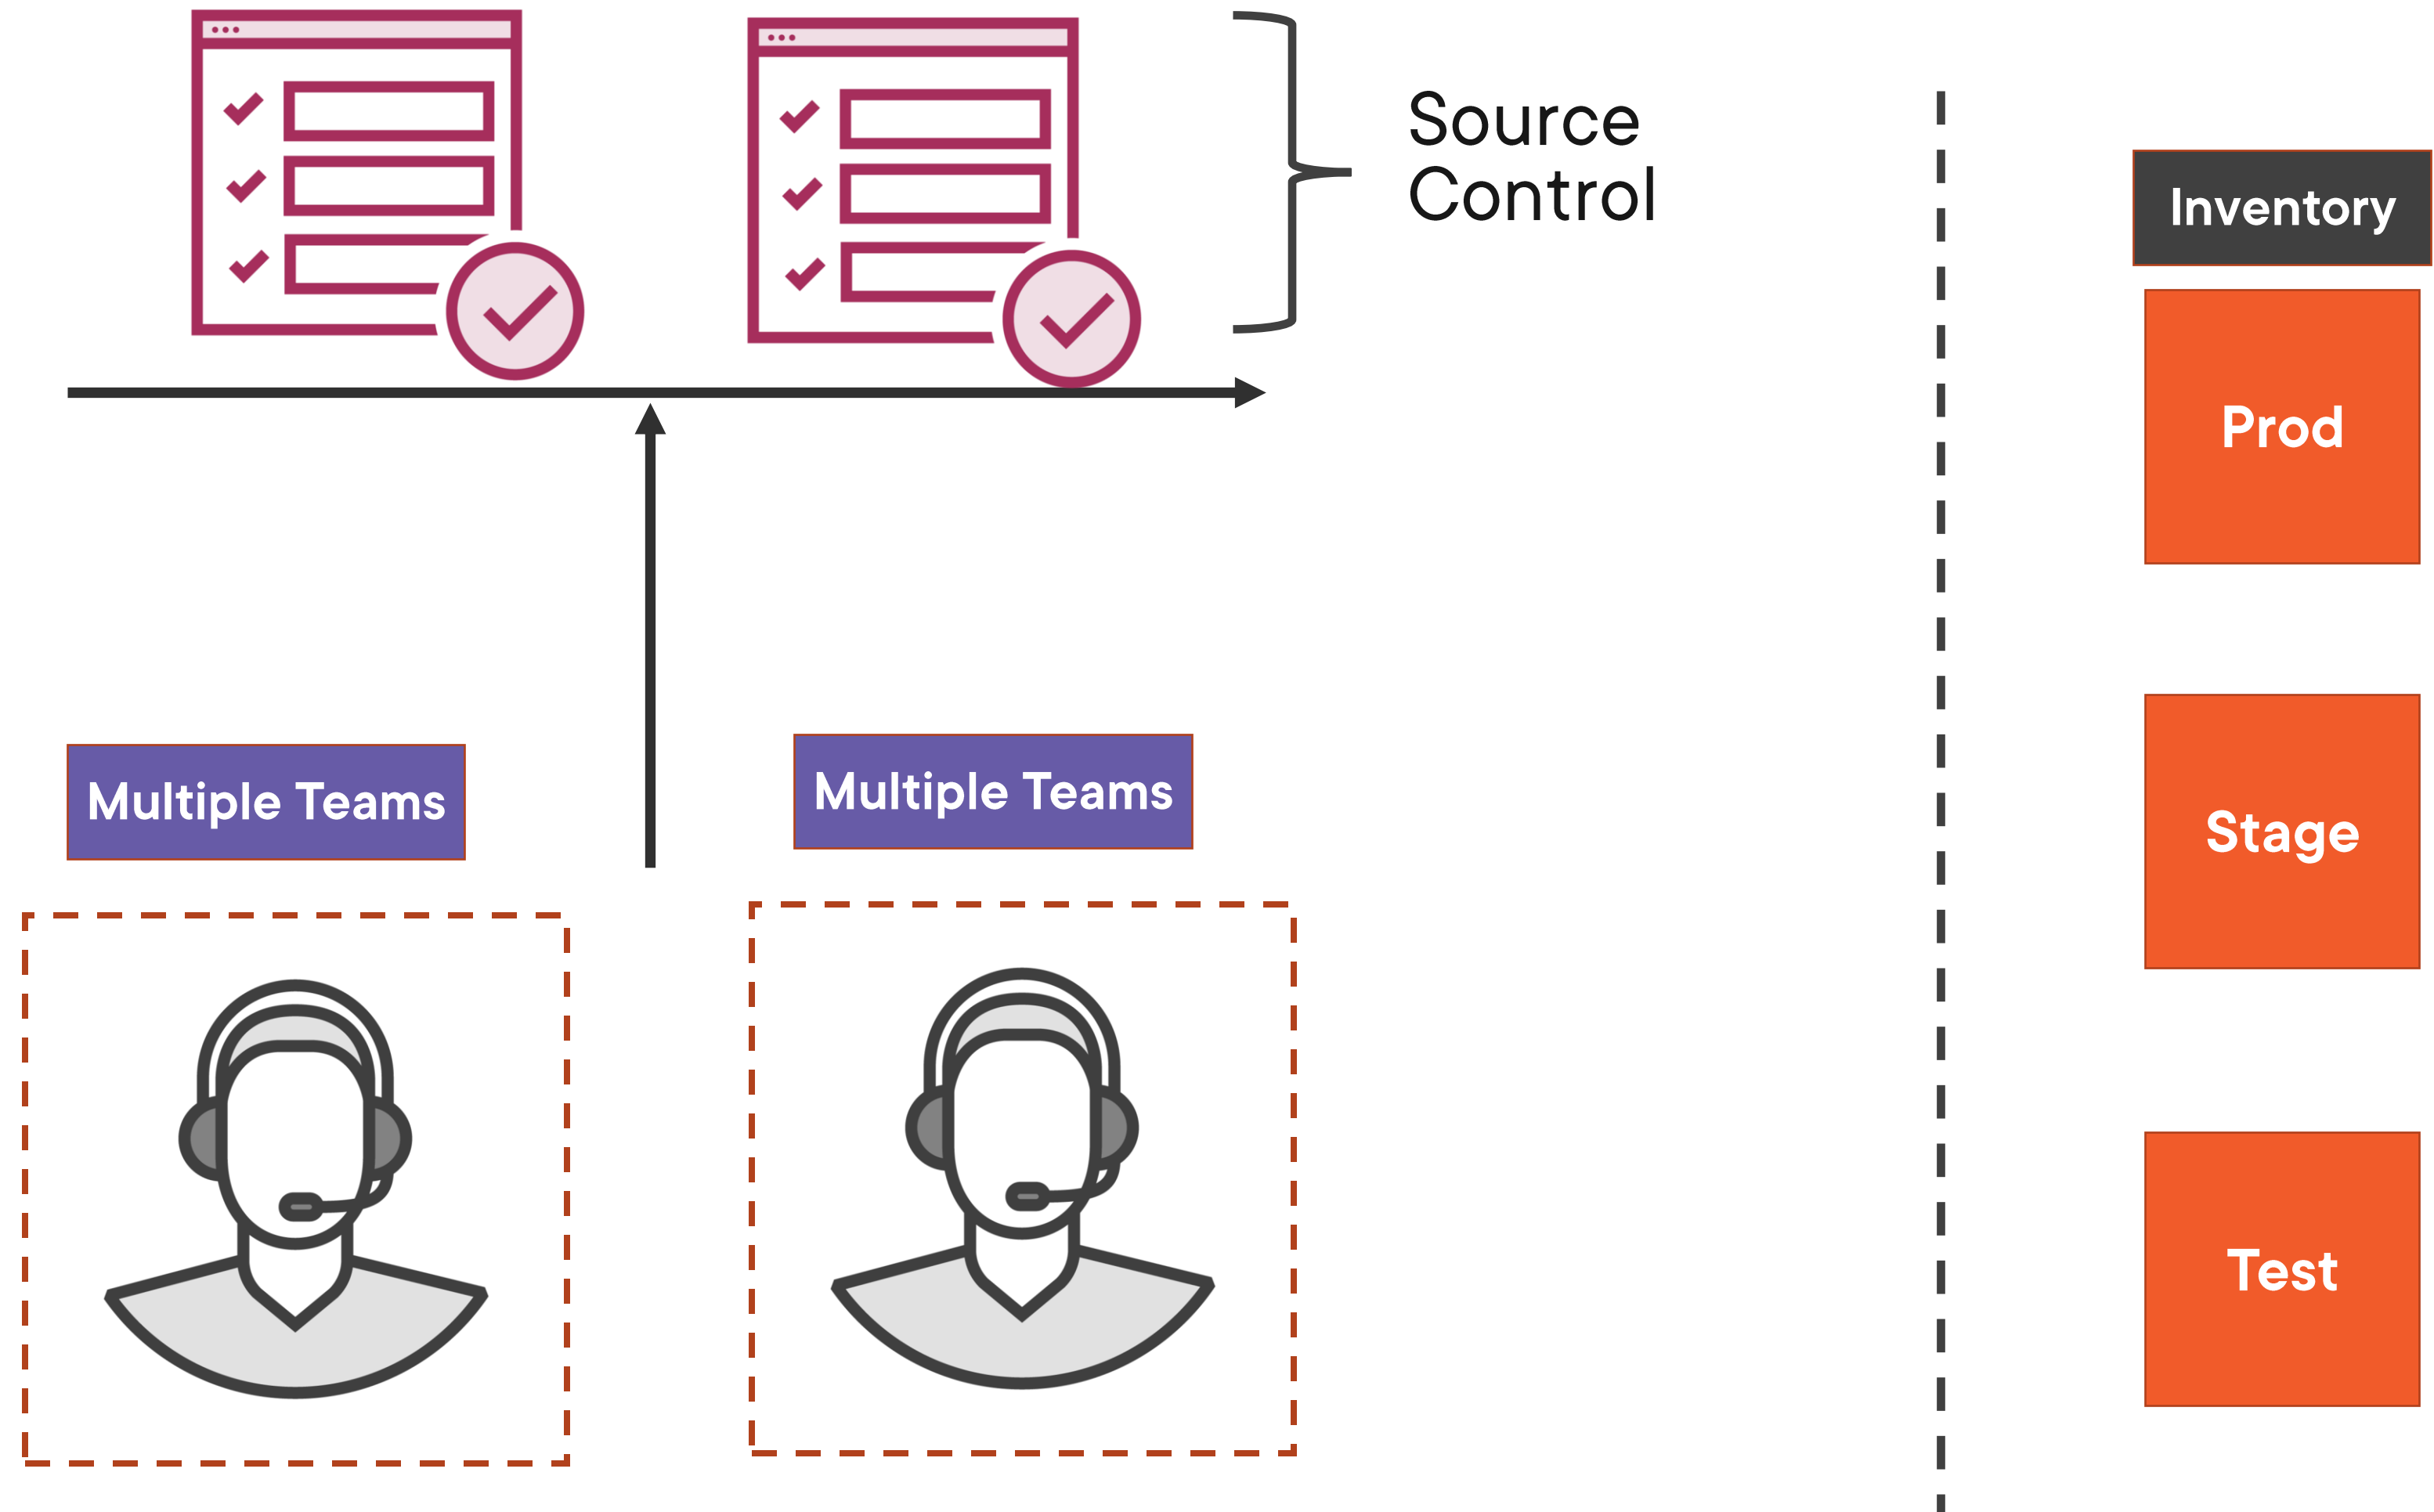 Source
Control
Inventory
Prod
Multiple Teams
Multiple Teams
Stage
Test